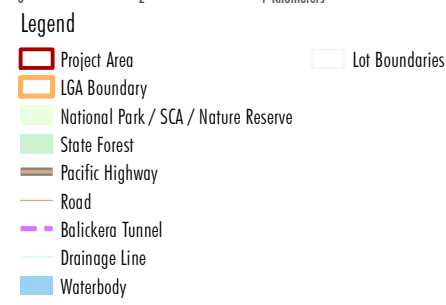 Legend
Project Area
Lot Boundaries
LGA Boundary
National Park / SCA / Nature Reserve
State Forest
Pacific Highway
Road
Balickera Tunnel
Drainage Line
Waterbody